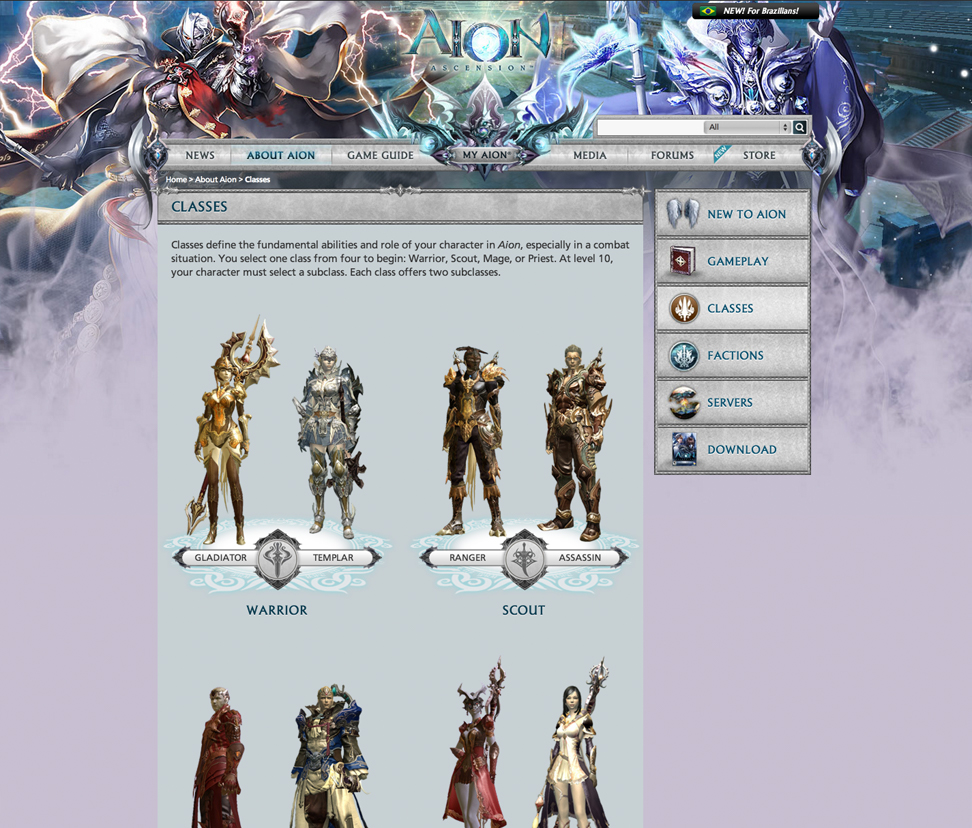 NEW! For Brazilians!
AION
ASCENSION™
All
NEWS
ABOUT AION
GAME GUIDE
MY AION
MEDIA
FORUMS
NEW
STORE
Home > About Aion > Classes
CLASSES
Classes define the fundamental abilities and role of your character in Aion, especially in a combat
situation. You select one class from four to begin: Warrior, Scout, Mage, or Priest. At level 10,
your character must select a subclass. Each class offers two subclasses.
NEW TO AION
GAMEPLAY
CLASSES
FACTIONS
SERVERS
DOWNLOAD
GLADIATOR
TEMPLAR
WARRIOR
RANGER
ASSASSIN
SCOUT